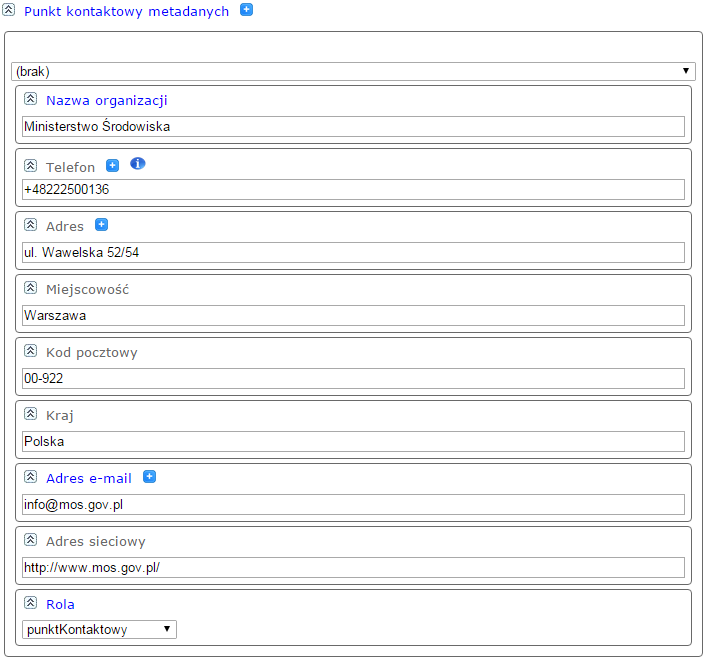 Punkt kontaktowy metadanych
(brak)
Nazwa organizacji
Ministerstwo Środowiska
Telefon
+48222500136
Adres
ul. Wawelska 52/54
Miejscowość
Warszawa
Kod pocztowy
00-922
Kraj
Polska
Adres e-mail
info@mos.gov.pl
Adres sieciowy
http://www.mos.gov.pl/
Rola
punktKontaktowy